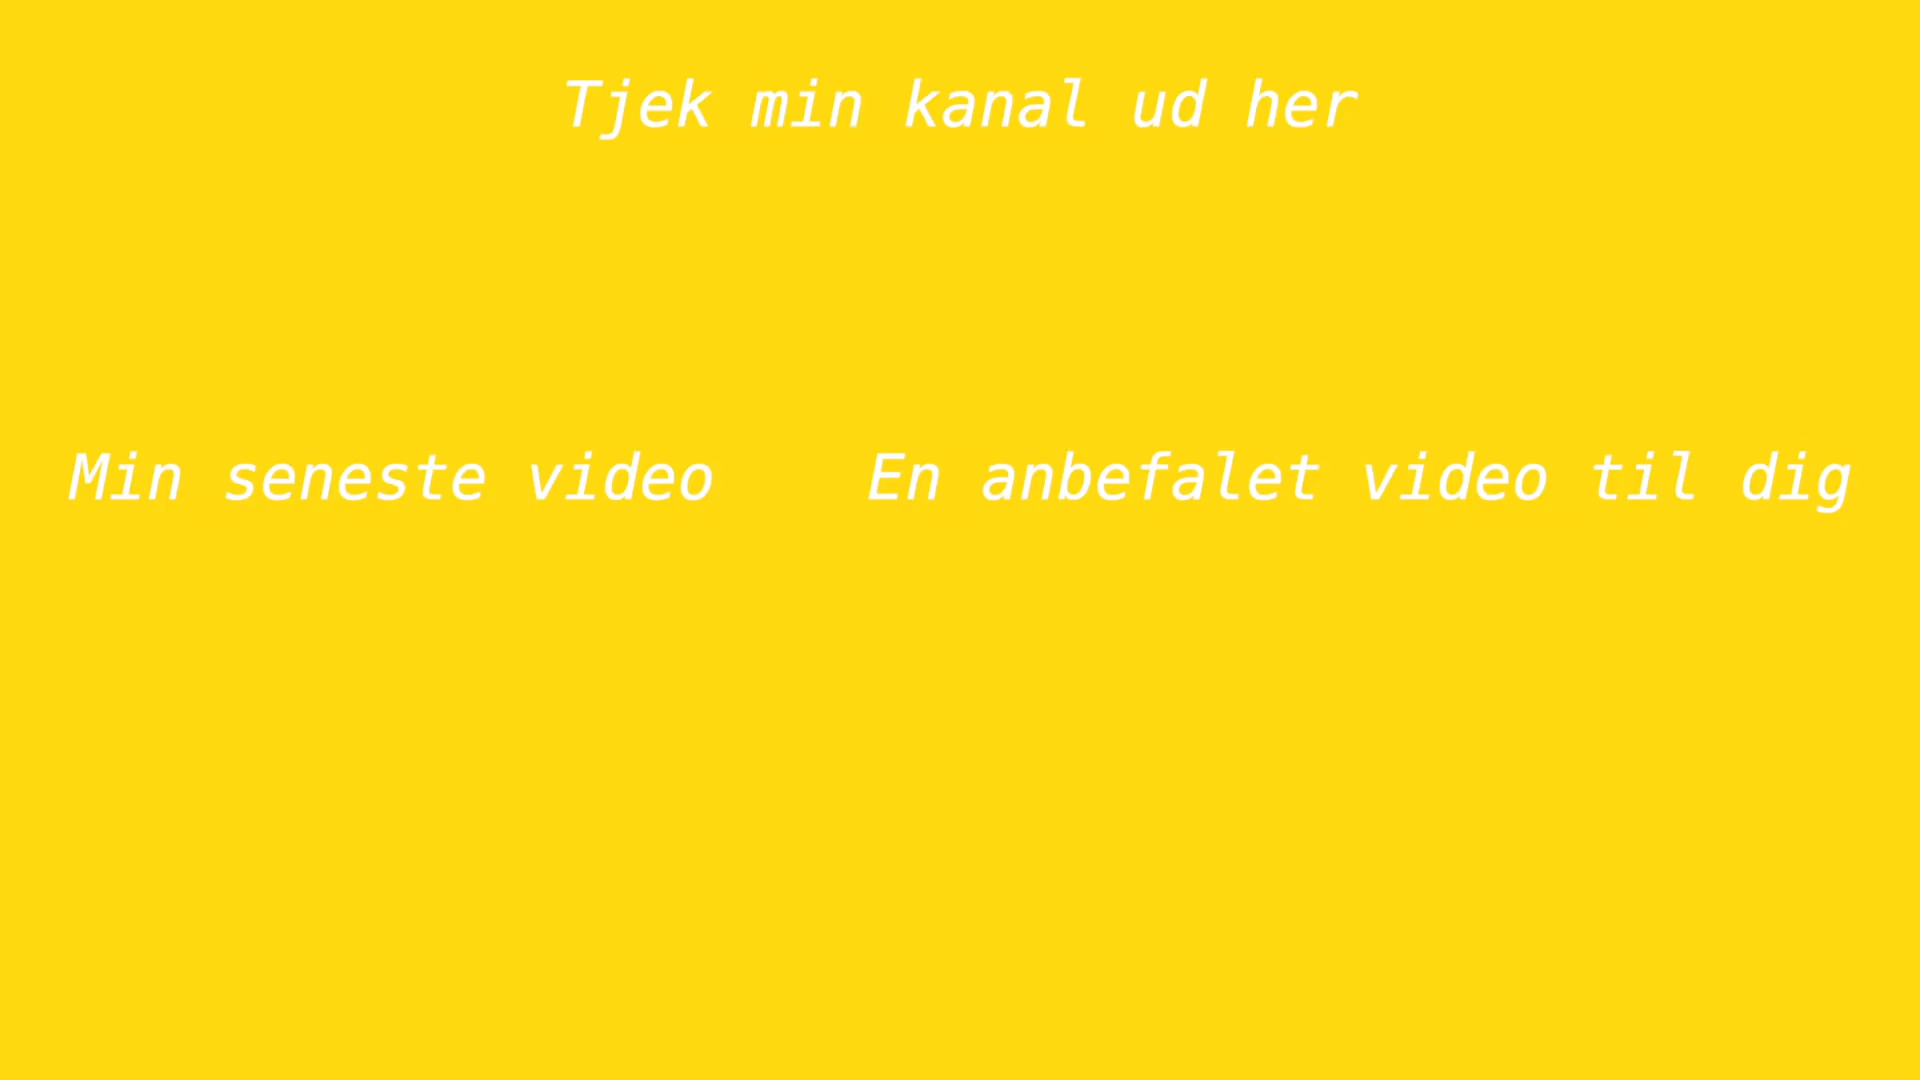 Tjek min kanal ud her
Min seneste video
En anbefalet video til dig